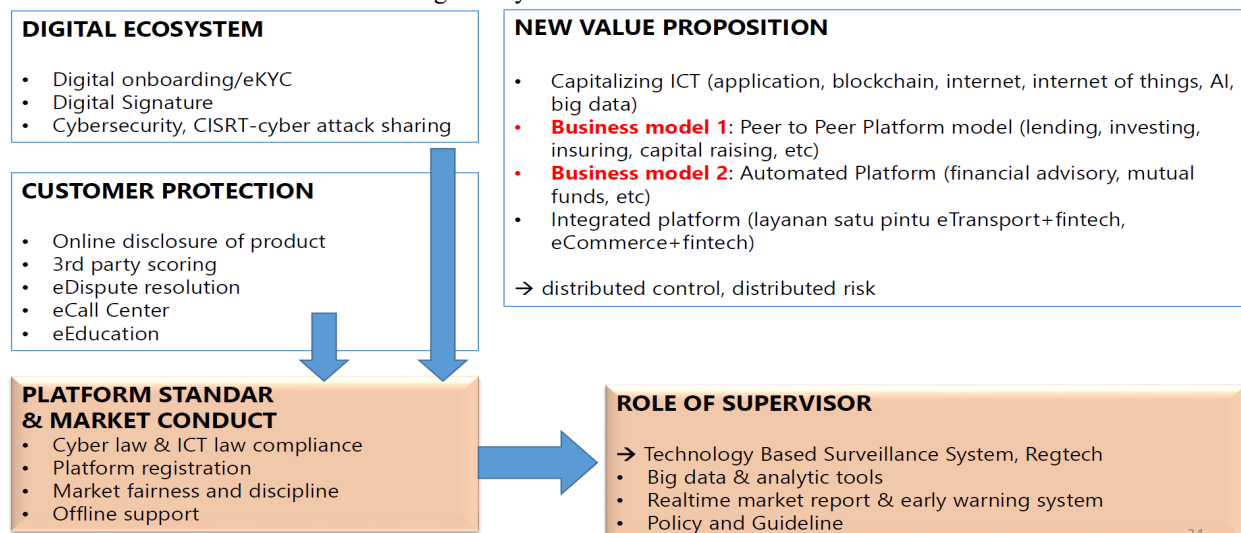 DIGITAL ECOSYSTEM
• Digital onboarding/eKYC
• Digital Signature
• Cybersecurity, CISRT-cyber attack sharing
CUSTOMER PROTECTION
• Online disclosure of product
• 3rd party scoring
• eDispute resolution
• eCall Center
• eEducation
PLATFORM STANDAR
& MARKET CONDUCT
• Cyber law & ICT law compliance
• Platform registration
• Market fairness and discipline
• Offline support
NEW VALUE PROPOSITION
• Capitalizing ICT (application, blockchain, internet, internet of things, AI,
big data)
• Business model 1: Peer to Peer Platform model (lending, investing,
insuring, capital raising, etc)
• Business model 2: Automated Platform (financial advisory, mutual
funds, etc)
• Integrated platform (layanan satu pintu eTransport+fintech,
eCommerce+fintech)
→ distributed control, distributed risk
ROLE OF SUPERVISOR
→ Technology Based Surveillance System, Regtech
• Big data & analytic tools
• Realtime market report & early warning system
• Policy and Guideline